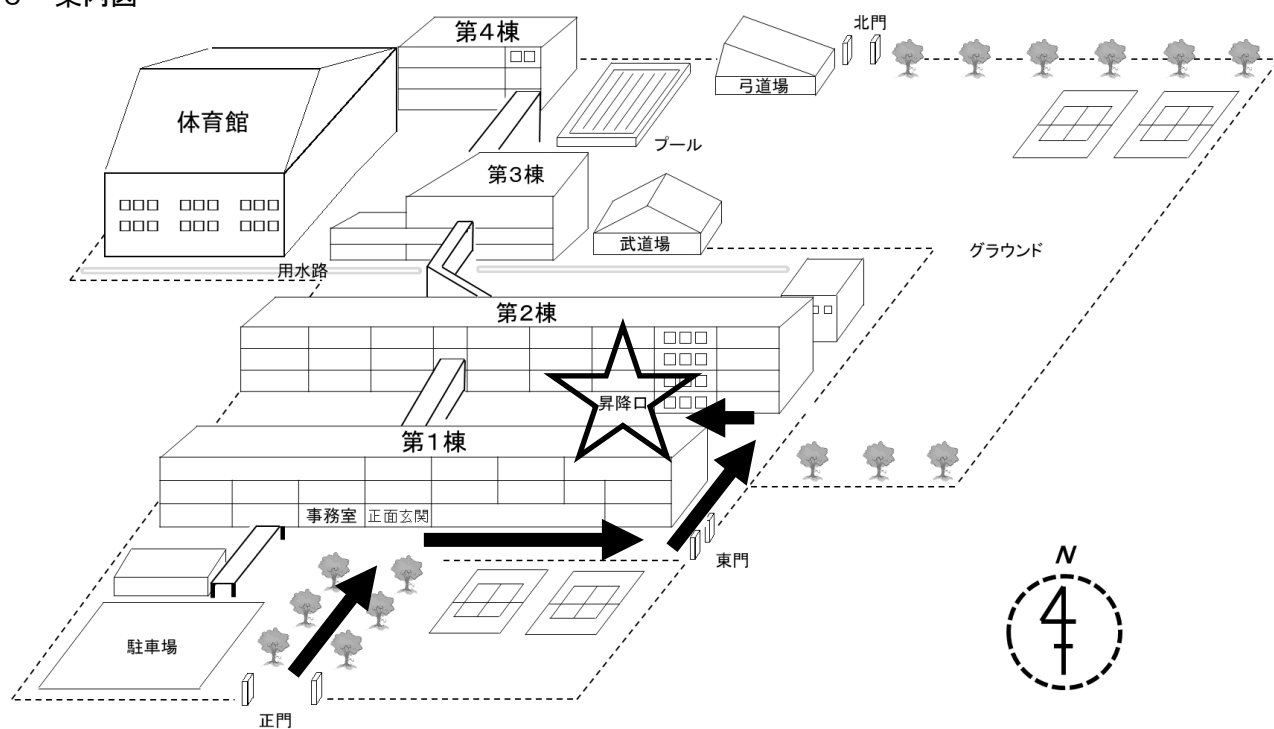 案内図
第4棟
北門
弓道場
体育館
プール
第3棟
武道場
グラウンド
用水路
第2棟
昇降口
第1棟
事務室
正面玄関
東門
N
駐車場
正門